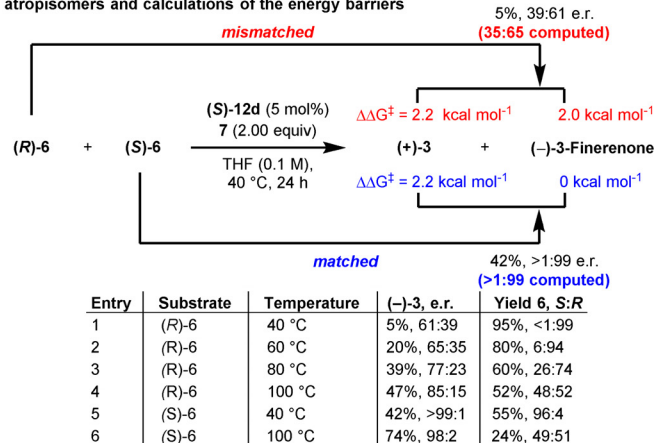 atropisomers and calculations of the energy barriers
5%, 39:61 e.r.
mismatched
(35:65 computed)
(S)-12d (5 mol%)
7 (2.00 equiv)
ΔΔG‡ = 2.2 kcal mol-1
2.0 kcal mol-1
(R)-6 + (S)-6
(+)-3 + (−)-3-Finerenone
THF (0.1 M),
40 °C, 24 h
ΔΔG‡ = 2.2 kcal mol-1
0 kcal mol-1
matched
42%, >1:99 e.r.
(>1:99 computed)
Entry Substrate Temperature (−)-3, e.r. Yield 6, S:R
1 (R)-6 40 °C 5%, 61:39 95%, <1:99
2 (R)-6 60 °C 20%, 65:35 80%, 6:94
3 (R)-6 80 °C 39%, 77:23 60%, 26:74
4 (R)-6 100 °C 47%, 85:15 52%, 48:52
5 (S)-6 40 °C 42%, >99:1 55%, 96:4
6 (S)-6 100 °C 74%, 98:2 24%, 49:51